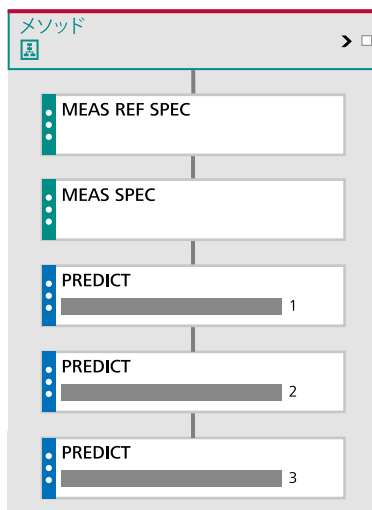 メソッド
MEAS REF SPEC
MEAS SPEC
PREDICT
1
PREDICT
2
PREDICT
3